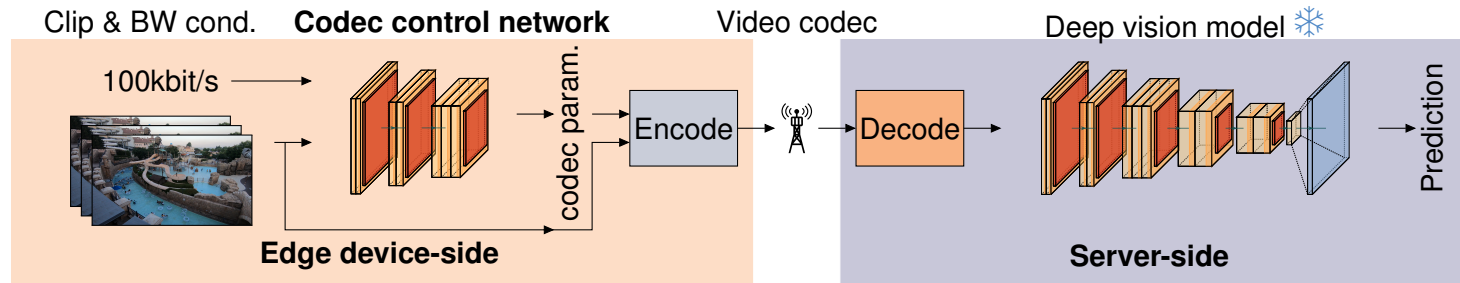 Clip & BW cond.
Codec control network
Video codec
Deep vision model
100kbit/s
codec param.
Encode
Decode
Prediction
Edge device-side
Server-side